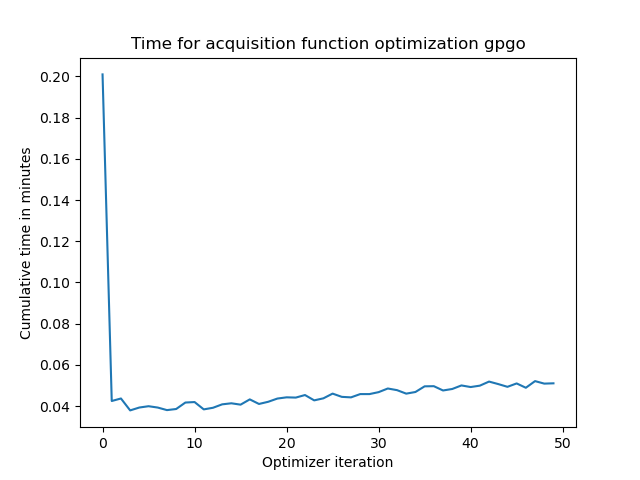 Time for acquisition function optimization gpgo
Cumulative time in minutes
0.20
0.18
0.16
0.14
0.12
0.10
0.08
0.06
0.04
0 10 20 30 40 50
Optimizer iteration